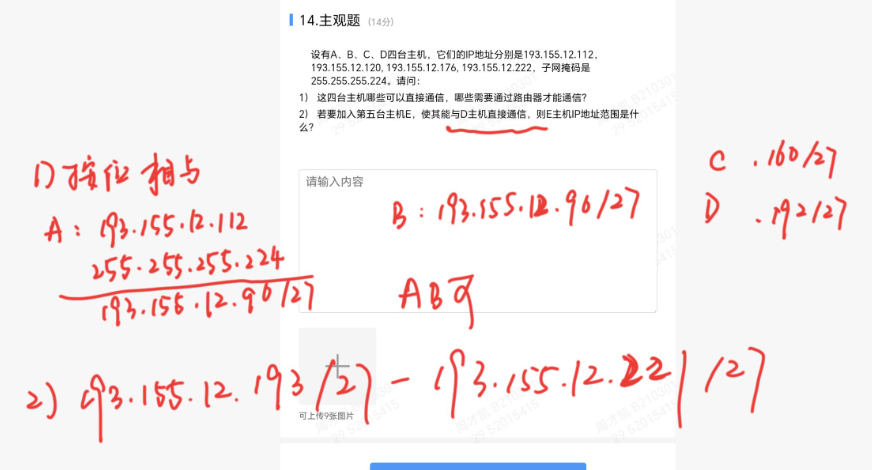 14.主观题 (14分)
设有A、B、C、D四台主机，它们的IP地址分别是193.155.12.112，
193.155.12.120, 193.155.12.176, 193.155.12.222，子网掩码是
255.255.255.224。请问：
1) 这四台主机哪些可以直接通信，哪些需要通过路由器才能通信?
2) 若要加入第五台主机E，使其能与D主机直接通信，则E主机IP地址范围是什
么?
1) 按位相与
A: 193.155.12.112
255.255.255.224
193.155.12.96/27
请输入内容
B: 193.155.12.96/27
C .160/27
D .192/27
AB可
2) 193.155.12.193/27 - 193.155.12.221/27
可上传9张图片